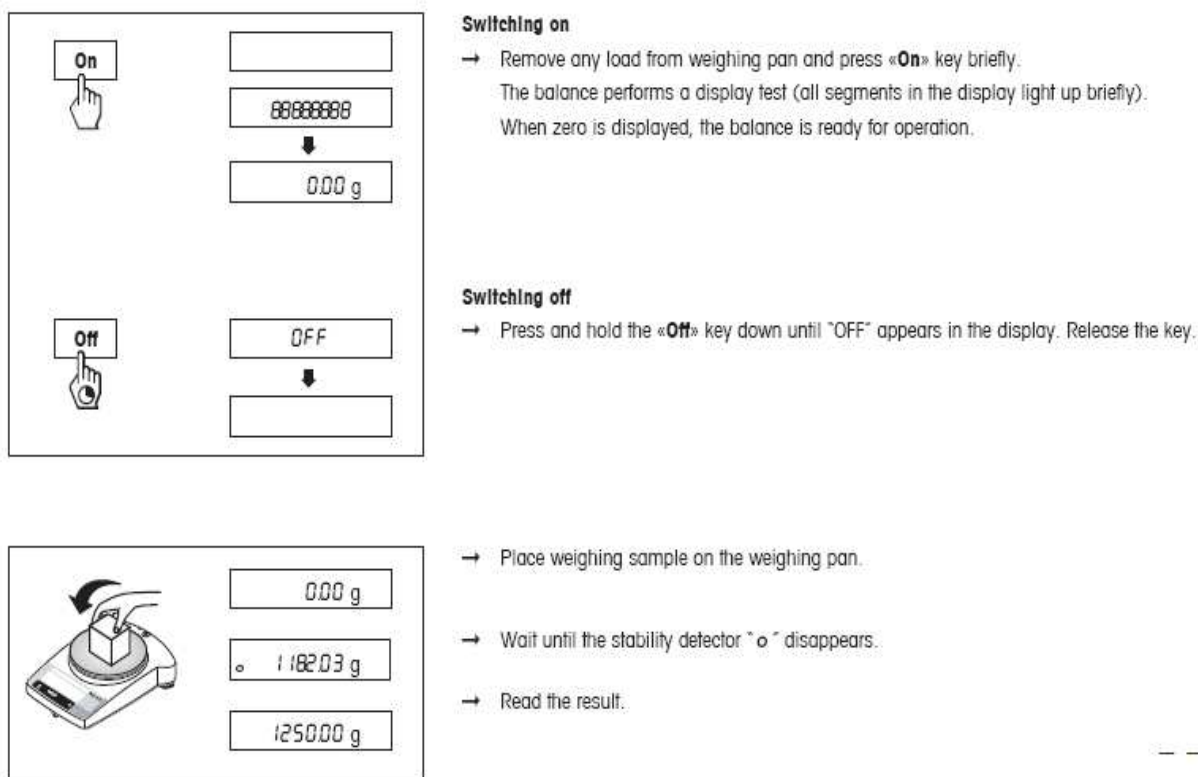 On
88888888
0.00 g
Switching on
→ Remove any load from weighing pan and press «On» key briefly.
The balance performs a display test (all segments in the display light up briefly).
When zero is displayed, the balance is ready for operation.
Off
OFF
Switching off
→ Press and hold the «Off» key down until "OFF" appears in the display. Release the key.
0.00 g
o 1182.03 g
1250.00 g
→ Place weighing sample on the weighing pan.
→ Wait until the stability detector "o" disappears.
→ Read the result.